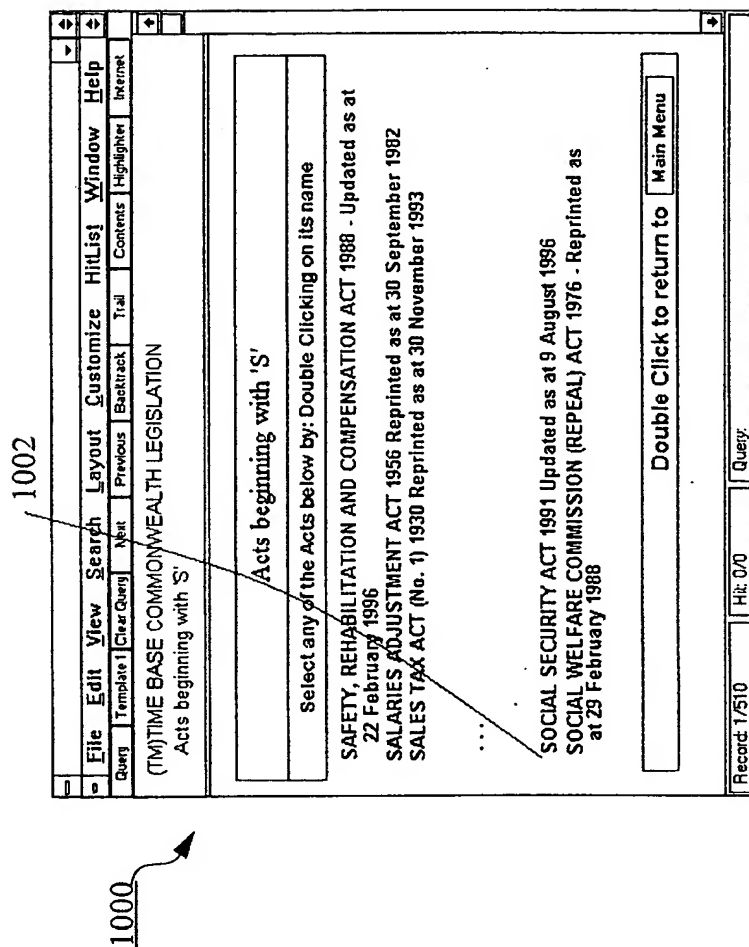 1002
1000
File Edit View Search Layout Customize HitList Window Help
Query Template 1 Clear Query Next Previous Backtrack Trail Contents Highlighter Internet
(TM)TIME BASE COMMONWEALTH LEGISLATION
Acts beginning with 'S'
Acts beginning with 'S'
Select any of the Acts below by: Double Clicking on its name
SAFETY, REHABILITATION AND COMPENSATION ACT 1988 - Updated as at
22 February 1996
SALARIES ADJUSTMENT ACT 1956 Reprinted as at 30 September 1982
SALES TAX ACT (No. 1) 1930 Reprinted as at 30 November 1993
....
SOCIAL SECURITY ACT 1991 Updated as at 9 August 1996
SOCIAL WELFARE COMMISSION (REPEAL) ACT 1976 - Reprinted as
at 29 February 1988
Double Click to return to Main Menu
Record: 1/510 Hit: 0/0 Query: